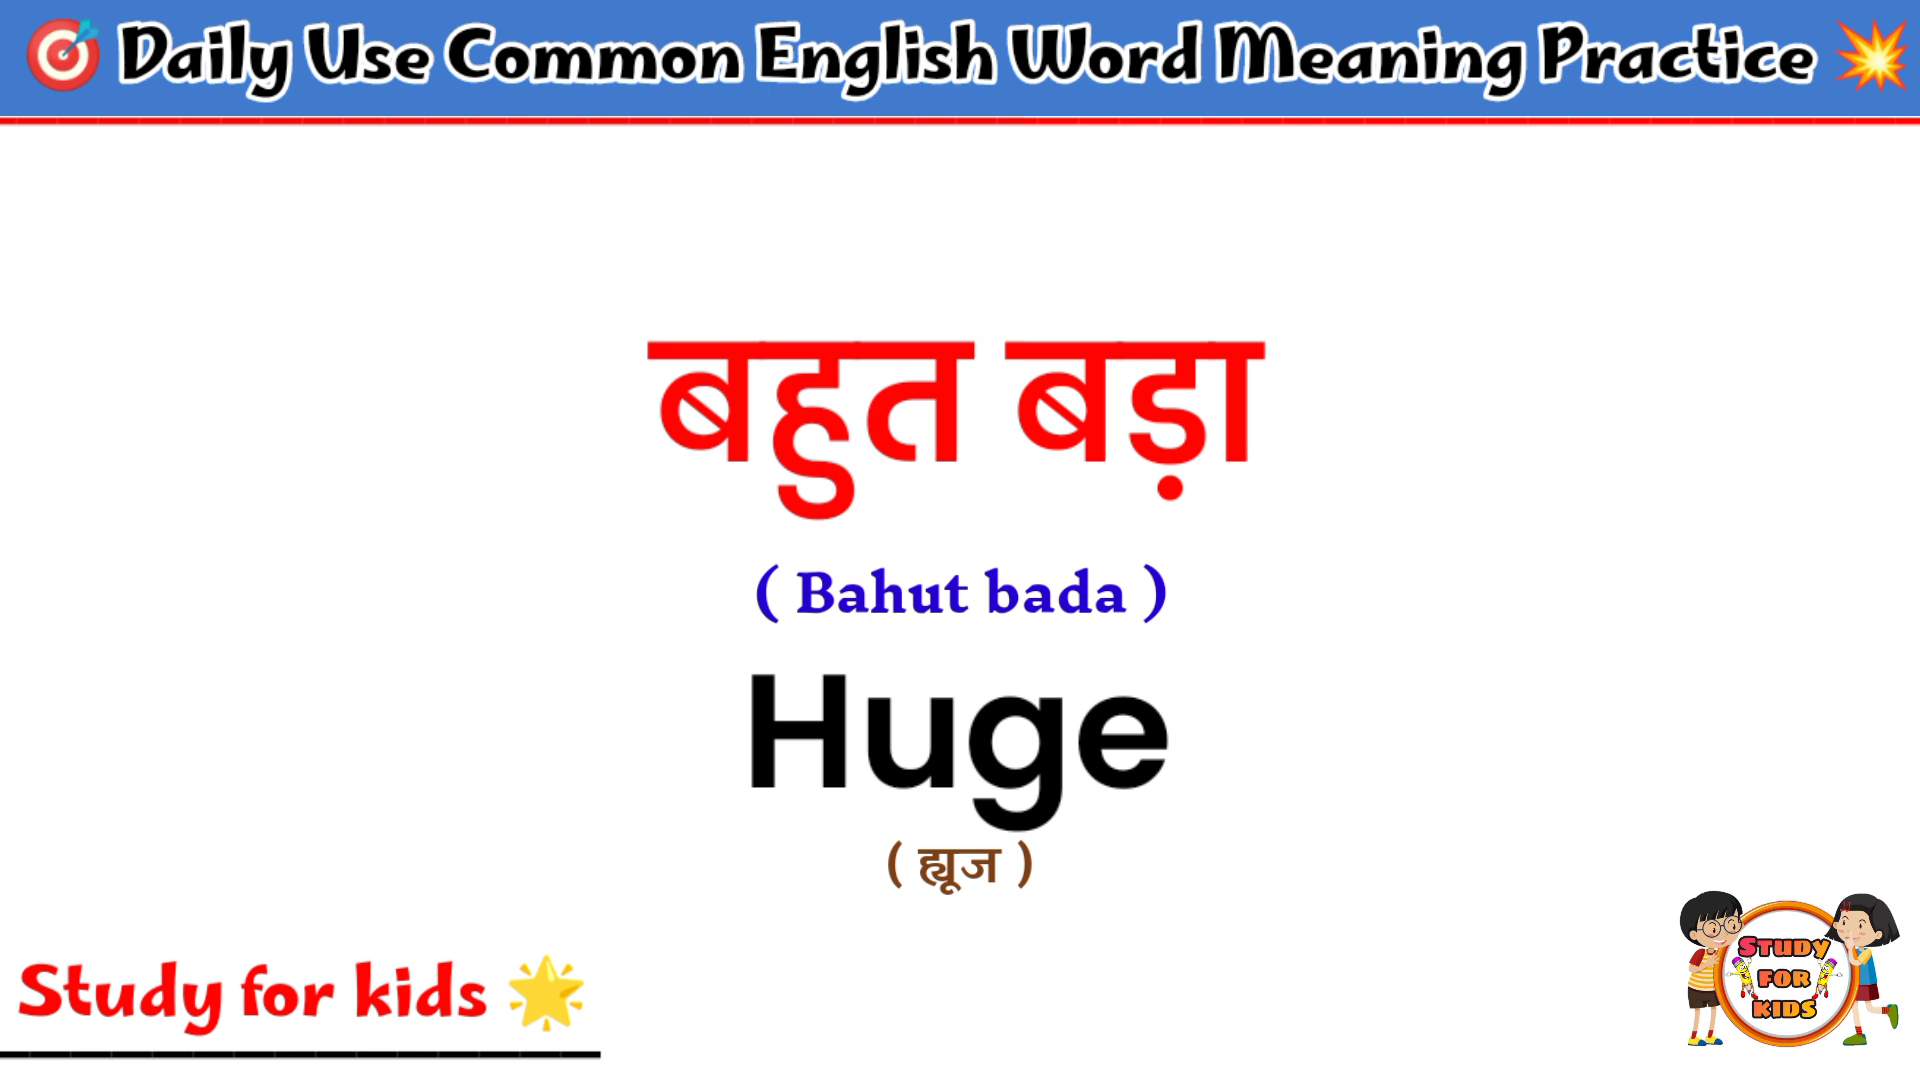 🎯 Daily Use Common English Word Meaning Practice 💥
बहुत बड़ा
( Bahut bada )
Huge
( ह्यूज )
Study for kids 🌟
STUDY
FOR
KIDS